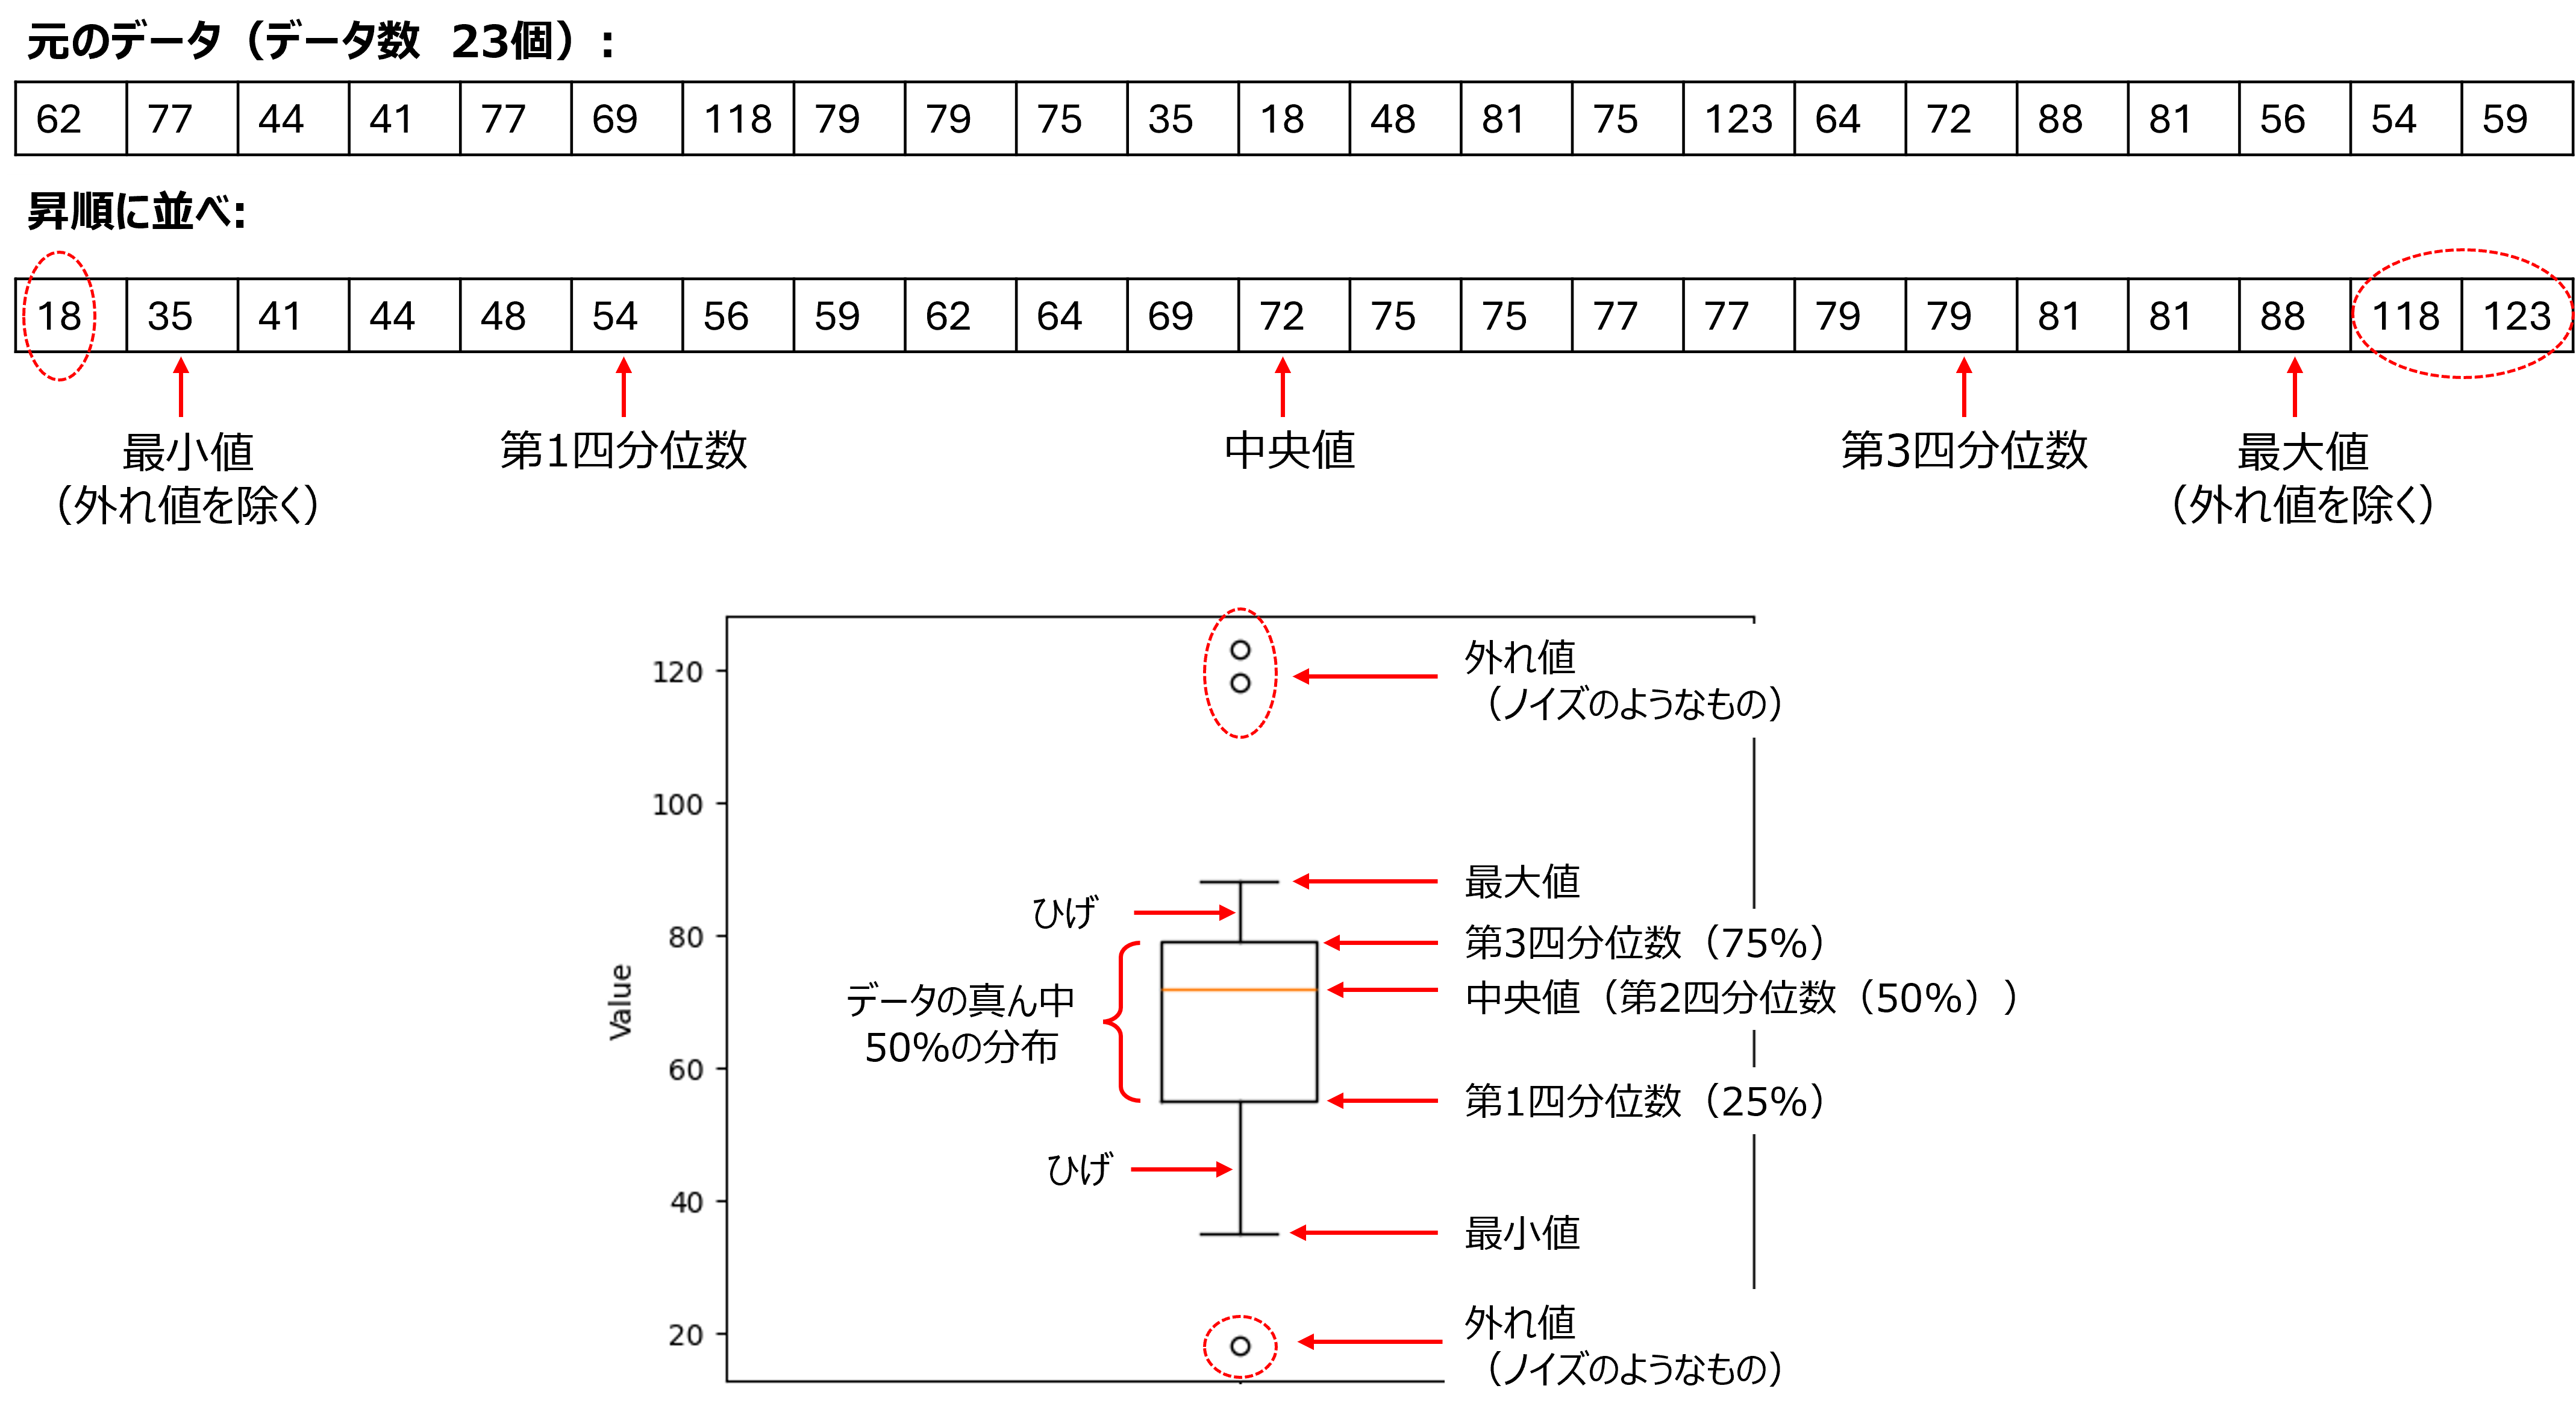 元のデータ（データ数 23個）：
62 77 44 41 77 69 118 79 79 75 35 18 48 81 75 123 64 72 88 81 56 54 59
昇順に並べ:
18 35 41 44 48 54 56 59 62 64 69 72 75 75 77 77 79 79 81 81 88 118 123
最小値
（外れ値を除く）
第1四分位数
中央値
第3四分位数
最大値
（外れ値を除く）
120
100
80
60
40
20
Value
外れ値
（ノイズのようなもの）
最大値
ひげ
第3四分位数（75%）
データの真ん中
50%の分布
中央値（第2四分位数（50%））
第1四分位数（25%）
ひげ
最小値
外れ値
（ノイズのようなもの）